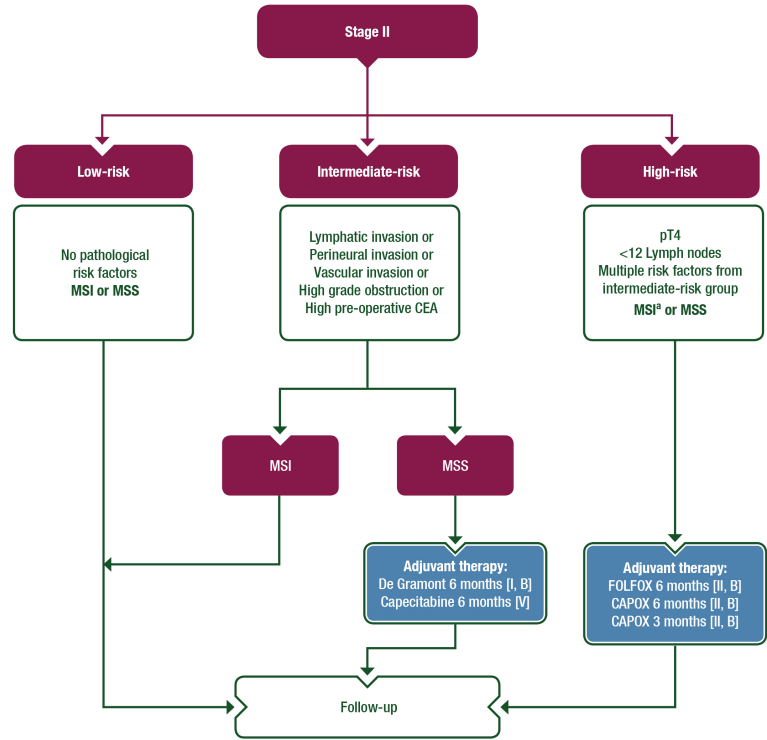 Stage II
Low-risk
Intermediate-risk
High-risk
No pathological
risk factors
MSI or MSS
Lymphatic invasion or
Perineural invasion or
Vascular invasion or
High grade obstruction or
High pre-operative CEA
pT4
<12 Lymph nodes
Multiple risk factors from
intermediate-risk group
MSIª or MSS
MSI
MSS
Adjuvant therapy:
De Gramont 6 months [I, B]
Capecitabine 6 months [V]
Adjuvant therapy:
FOLFOX 6 months [II, B]
CAPOX 6 months [II, B]
CAPOX 3 months [II, B]
Follow-up